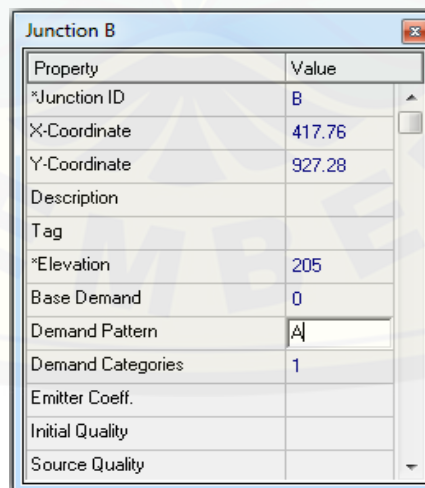 Junction B
Property Value
*Junction ID B
X-Coordinate 417.76
Y-Coordinate 927.28
Description
Tag
*Elevation 205
Base Demand 0
Demand Pattern A
Demand Categories 1
Emitter Coeff.
Initial Quality
Source Quality